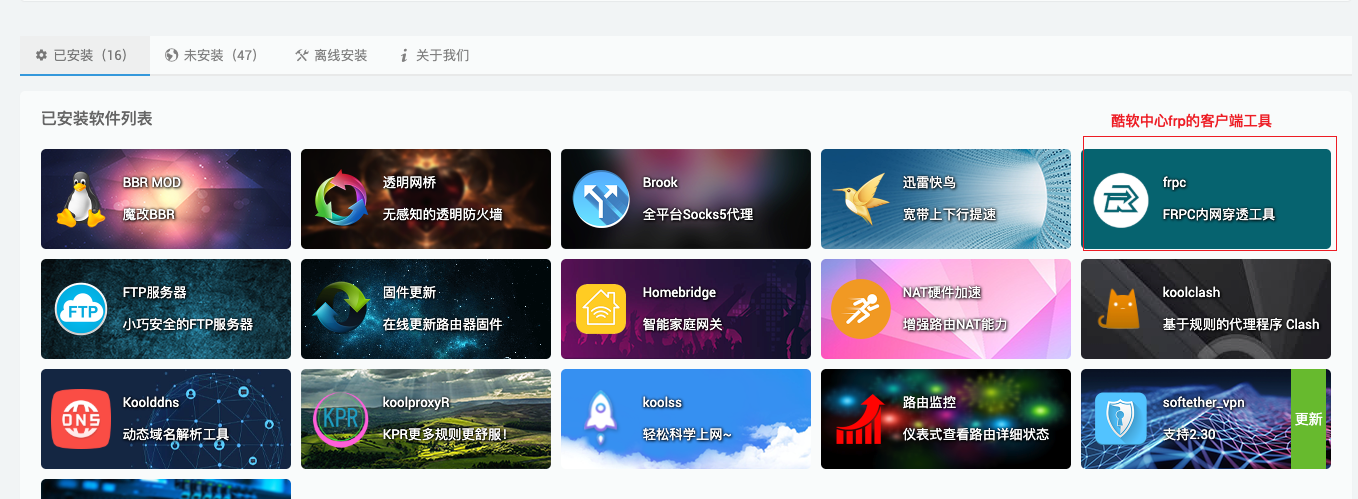 已安装（16）
未安装（47）
离线安装
关于我们
已安装软件列表
酷软中心frp的客户端工具
BBR MOD
魔改BBR
透明网桥
无感知的透明防火墙
Brook
全平台Socks5代理
迅雷快鸟
宽带上下行提速
frpc
FRPC内网穿透工具
FTP
FTP服务器
小巧安全的FTP服务器
固件更新
在线更新路由器固件
Homebridge
智能家庭网关
NAT硬件加速
增强路由NAT能力
koolclash
基于规则的代理程序 Clash
DNS
Koolddns
动态域名解析工具
KPR
koolproxyR
KPR更多规则更舒服！
koolss
轻松科学上网~
路由监控
仪表式查看路由详细状态
softether_vpn
支持2.30
更新